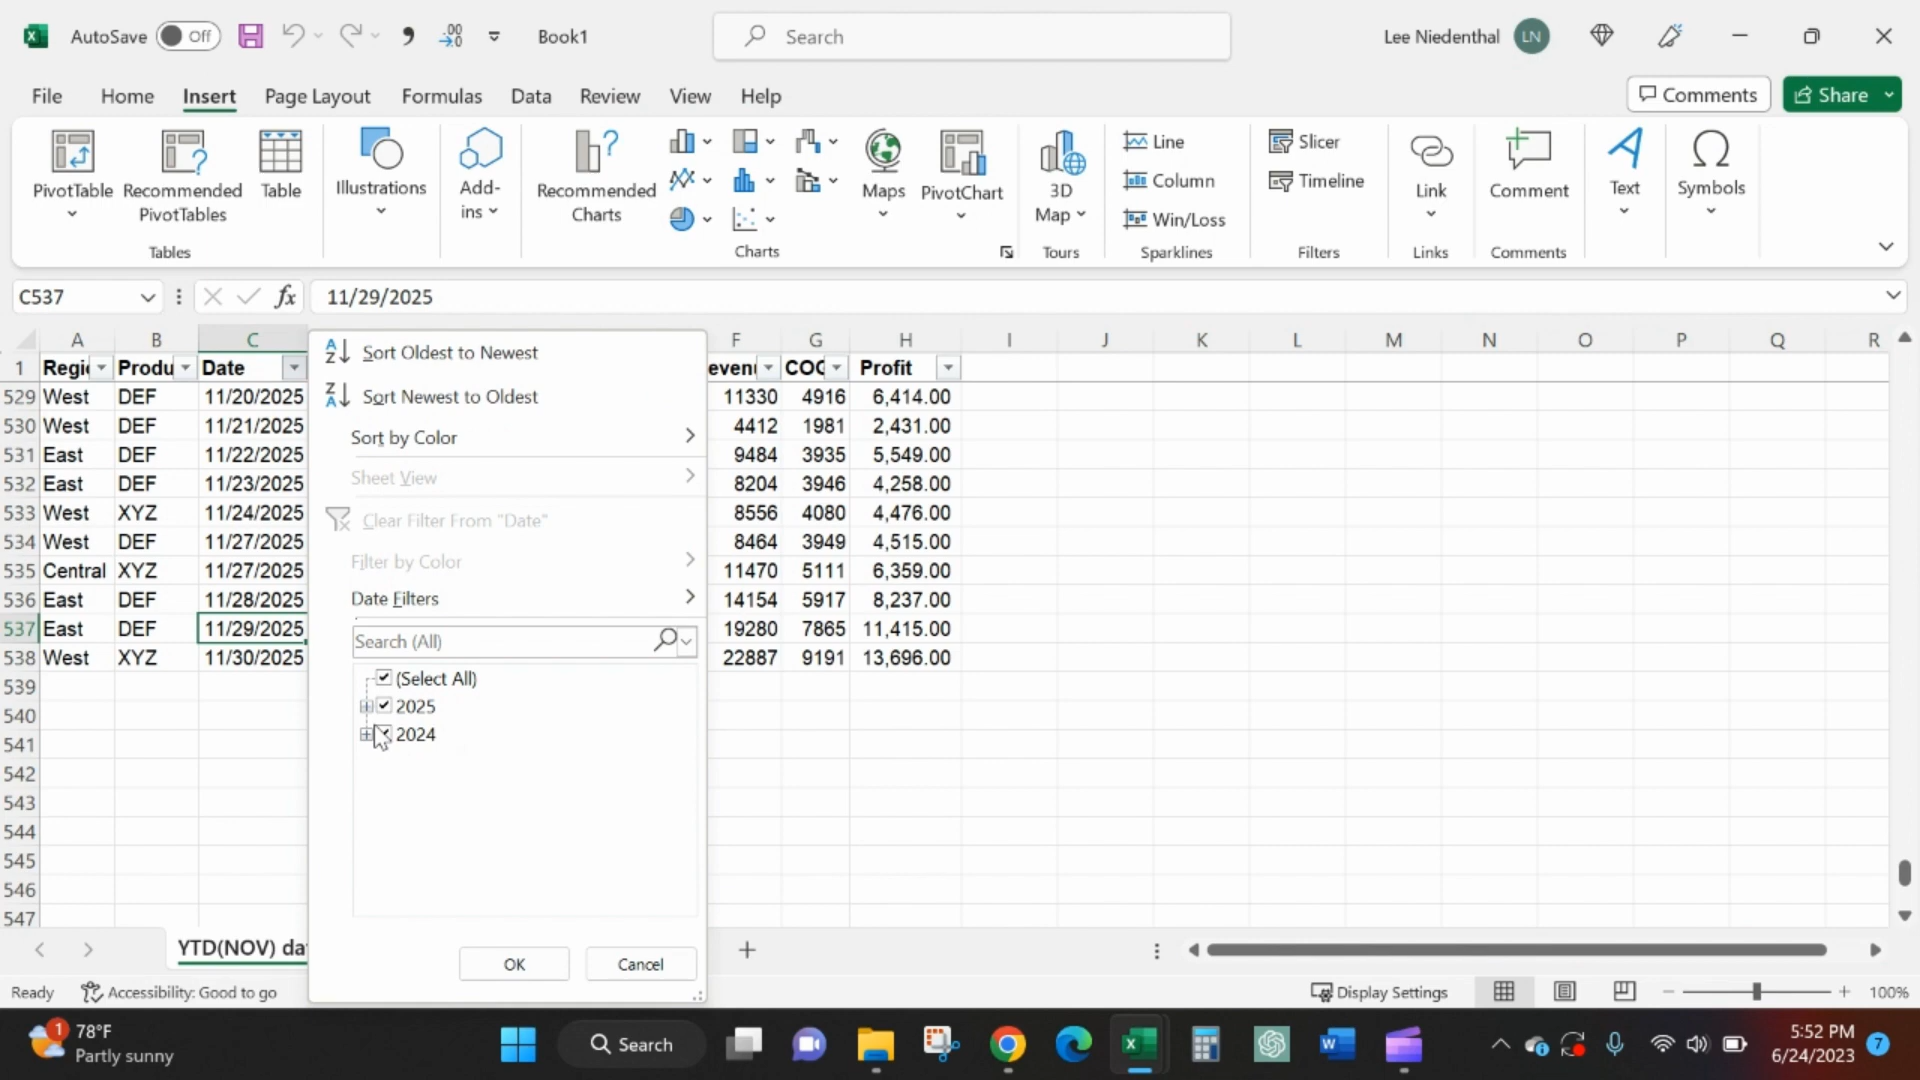 AutoSave Off Book1 Search Lee Niedenthal LN
File Home Insert Page Layout Formulas Data Review View Help Comments Share
PivotTable Recommended PivotTables Table Illustrations Add-ins Recommended Charts Maps PivotChart 3D Map Line Column Win/Loss Slicer Timeline Link Comment Text Symbols
Tables Charts Tours Sparklines Filters Links Comments
C537 fx 11/29/2025
A B C F G H I J K L M N O P Q R
1 Regi Produ Date even COG Profit
529 West DEF 11/20/2025 11330 4916 6,414.00
530 West DEF 11/21/2025 4412 1981 2,431.00
531 East DEF 11/22/2025 9484 3935 5,549.00
532 East DEF 11/23/2025 8204 3946 4,258.00
533 West XYZ 11/24/2025 8556 4080 4,476.00
534 West DEF 11/27/2025 8464 3949 4,515.00
535 Central XYZ 11/27/2025 11470 5111 6,359.00
536 East DEF 11/28/2025 14154 5917 8,237.00
537 East DEF 11/29/2025 19280 7865 11,415.00
538 West XYZ 11/30/2025 22887 9191 13,696.00
539
540
541
542
543
544
545
546
547
Sort Oldest to Newest
Sort Newest to Oldest
Sort by Color
Sheet View
Clear Filter From "Date"
Filter by Color
Date Filters
Search (All)
(Select All)
2025
2024
OK Cancel
YTD(NOV) da
Ready Accessibility: Good to go Display Settings 100%
1 78°F
Partly sunny
Search
5:52 PM
6/24/2023
7